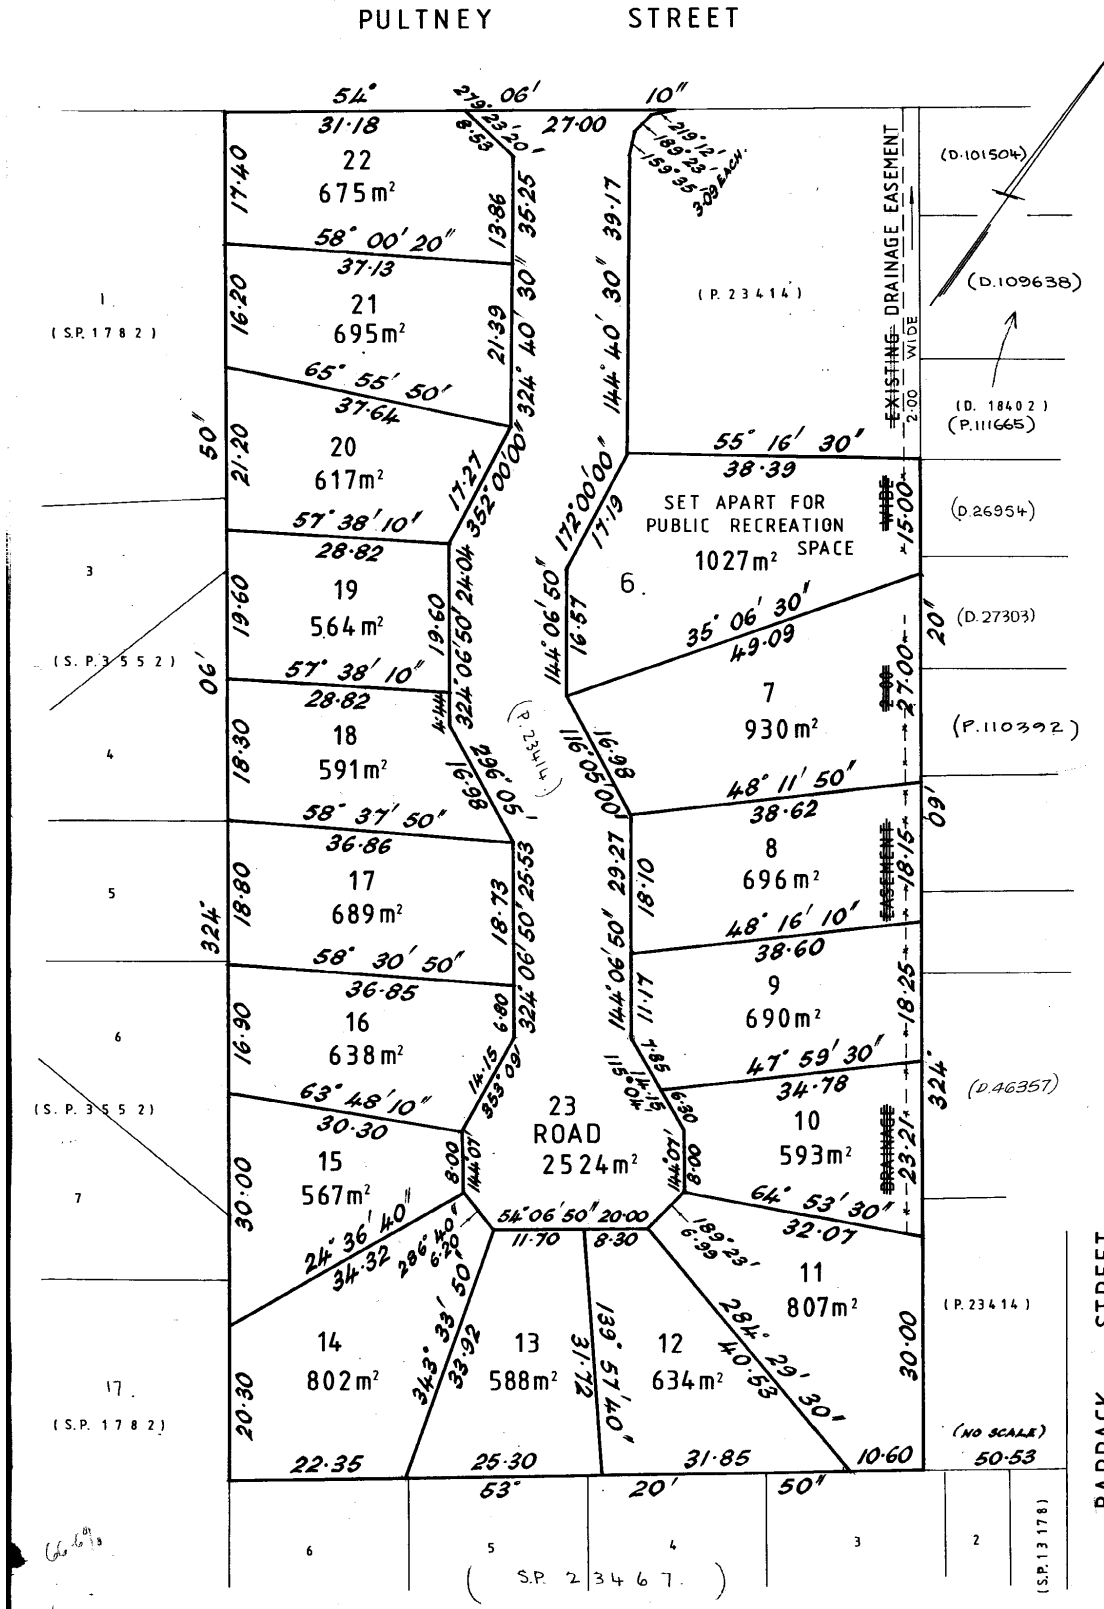 PULTNEY STREET
54° 06' 10"
31·18
279° 23' 20"
8·53
27·00
219° 12'
189° 23'
159° 35'
3·09 EACH.
17·40
22
675m²
13·86
35·25
39·17
58° 00' 20"
37·13
16·20
21
695m²
21·39
324° 40' 30"
144° 40' 30"
(P. 23414)
EXISTING DRAINAGE EASEMENT
2·00 WIDE
(D.101504)
(D.109638)
(D. 18402)
(P.111665)
1.
(S.P. 1782)
65° 55' 50"
37·64
21·20
20
617m²
17·27
352° 00' 00"
172° 00' 00"
17·19
55° 16' 30"
38·39
SET APART FOR
PUBLIC RECREATION
SPACE
1027m²
6.
WIDE
15·00
(D.26954)
50"
57° 38' 10"
28·82
3
19·60
19
564m²
19·60
324° 06' 50" 24·04
144° 06' 50"
16·57
35° 06' 30"
49·09
(D.27303)
20"
(S.P. 3552)
06'
57° 38' 10"
28·82
4·44
4
18·30
18
591m²
16·98
296° 05'
(P.23414.)
116° 05' 00"
16·98
7
930m²
2·00
27·00
(P.110392)
48° 11' 50"
38·62
09'
58° 37' 50"
36·86
5
18·80
17
689m²
18·73
324° 06' 50" 25·53
29·27
18·10
8
696m²
EASEMENT
18·15
324°
48° 16' 10"
38·60
58° 30' 50"
36·85
6
16·90
16
638m²
6·80
144° 06' 50"
11·17
9
690m²
18·25
14·15
353° 09'
7·85
14·15
115° 04'
6·30
47° 59' 30"
34·78
324°
(D.46357)
(S.P. 3552)
63° 48' 10"
30·30
23
ROAD
2524m²
10
593m²
DRAINAGE
23·21
7
30·00
15
567m²
8·00
144° 07'
144° 07'
8·00
64° 53' 30"
32·07
24° 36' 40"
34·32
286° 40'
6·20
54° 06' 50" 20·00
11·70
8·30
189° 23'
6·99
11
807m²
(P. 23414)
BARRACK STREET
14
802m²
343° 33' 50"
33·92
13
588m²
139° 57' 40"
31·72
12
634m²
284° 29' 30"
40·53
30·00
17.
(S.P. 1782)
20·30
(NO SCALE)
22·35
25·30
31·85
10·60
50·53
53° 20' 50"
6
5
4
3
2
(S.P. 23467.)
(S.P. 13178)